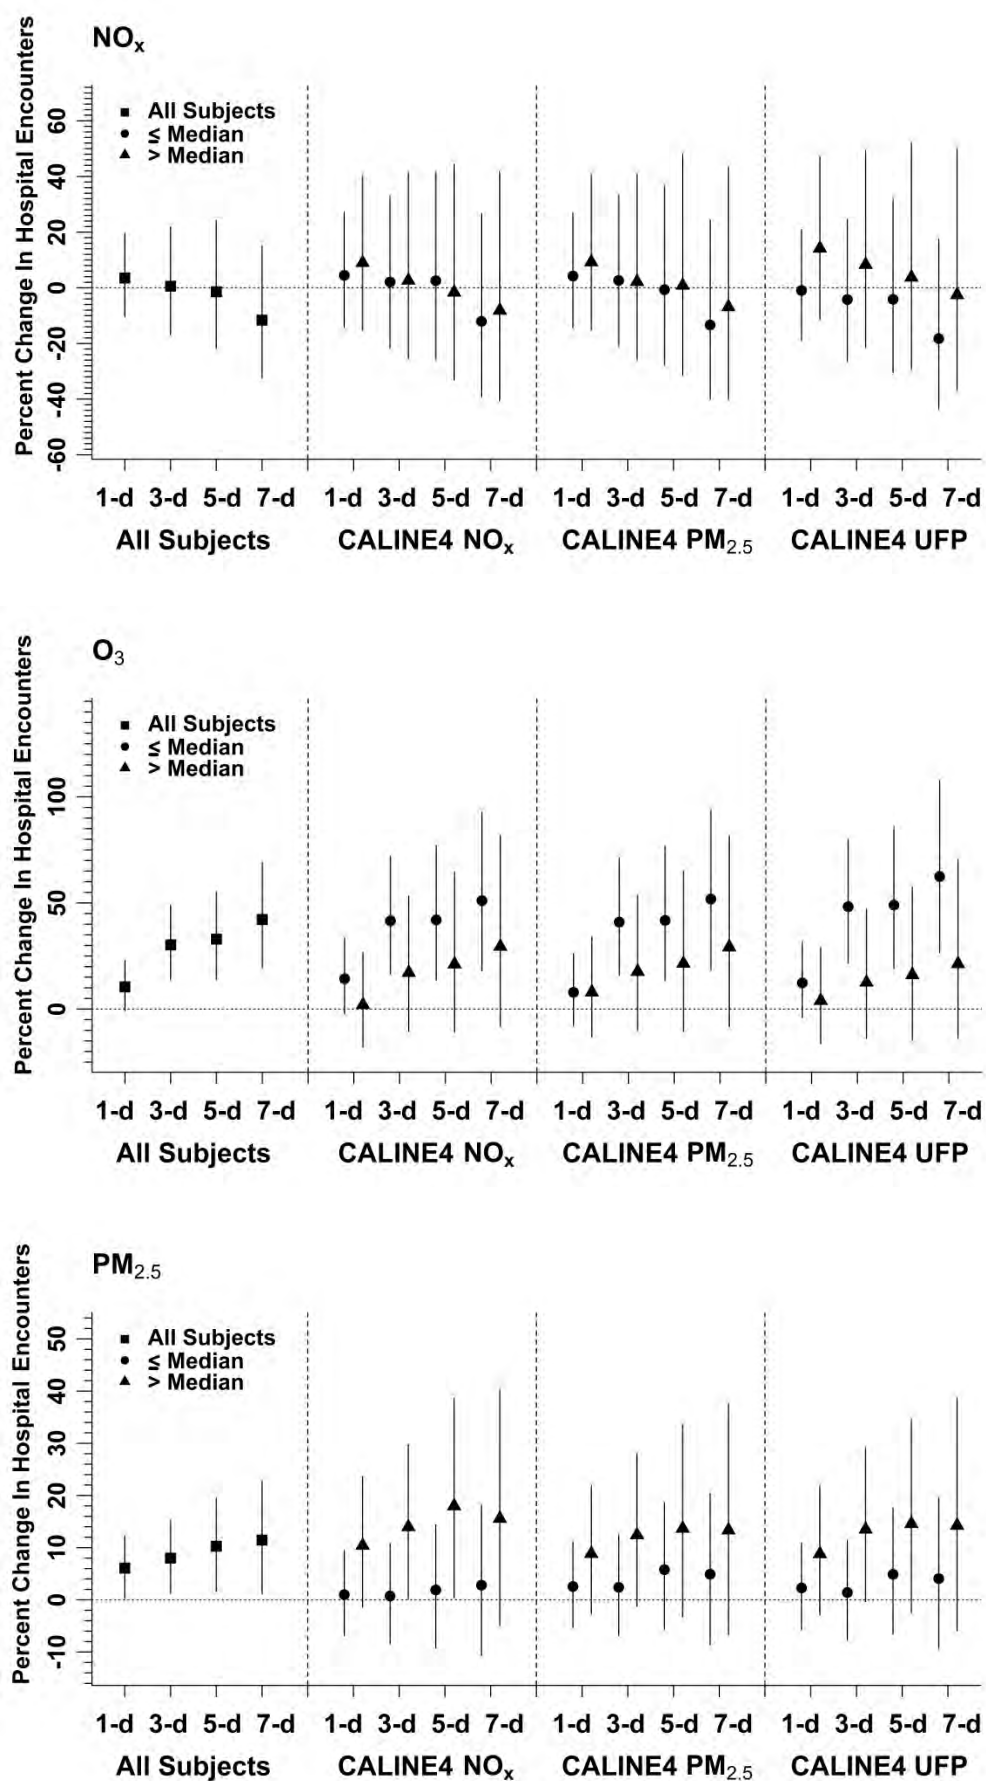 NOx
Percent Change In Hospital Encounters
60
40
20
0
-20
-40
-60
All Subjects
≤ Median
> Median
1-d 3-d 5-d 7-d 1-d 3-d 5-d 7-d 1-d 3-d 5-d 7-d 1-d 3-d 5-d 7-d
All Subjects CALINE4 NOx CALINE4 PM2.5 CALINE4 UFP
O3
Percent Change In Hospital Encounters
100
50
0
All Subjects
≤ Median
> Median
1-d 3-d 5-d 7-d 1-d 3-d 5-d 7-d 1-d 3-d 5-d 7-d 1-d 3-d 5-d 7-d
All Subjects CALINE4 NOx CALINE4 PM2.5 CALINE4 UFP
PM2.5
Percent Change In Hospital Encounters
50
40
30
20
10
0
-10
All Subjects
≤ Median
> Median
1-d 3-d 5-d 7-d 1-d 3-d 5-d 7-d 1-d 3-d 5-d 7-d 1-d 3-d 5-d 7-d
All Subjects CALINE4 NOx CALINE4 PM2.5 CALINE4 UFP